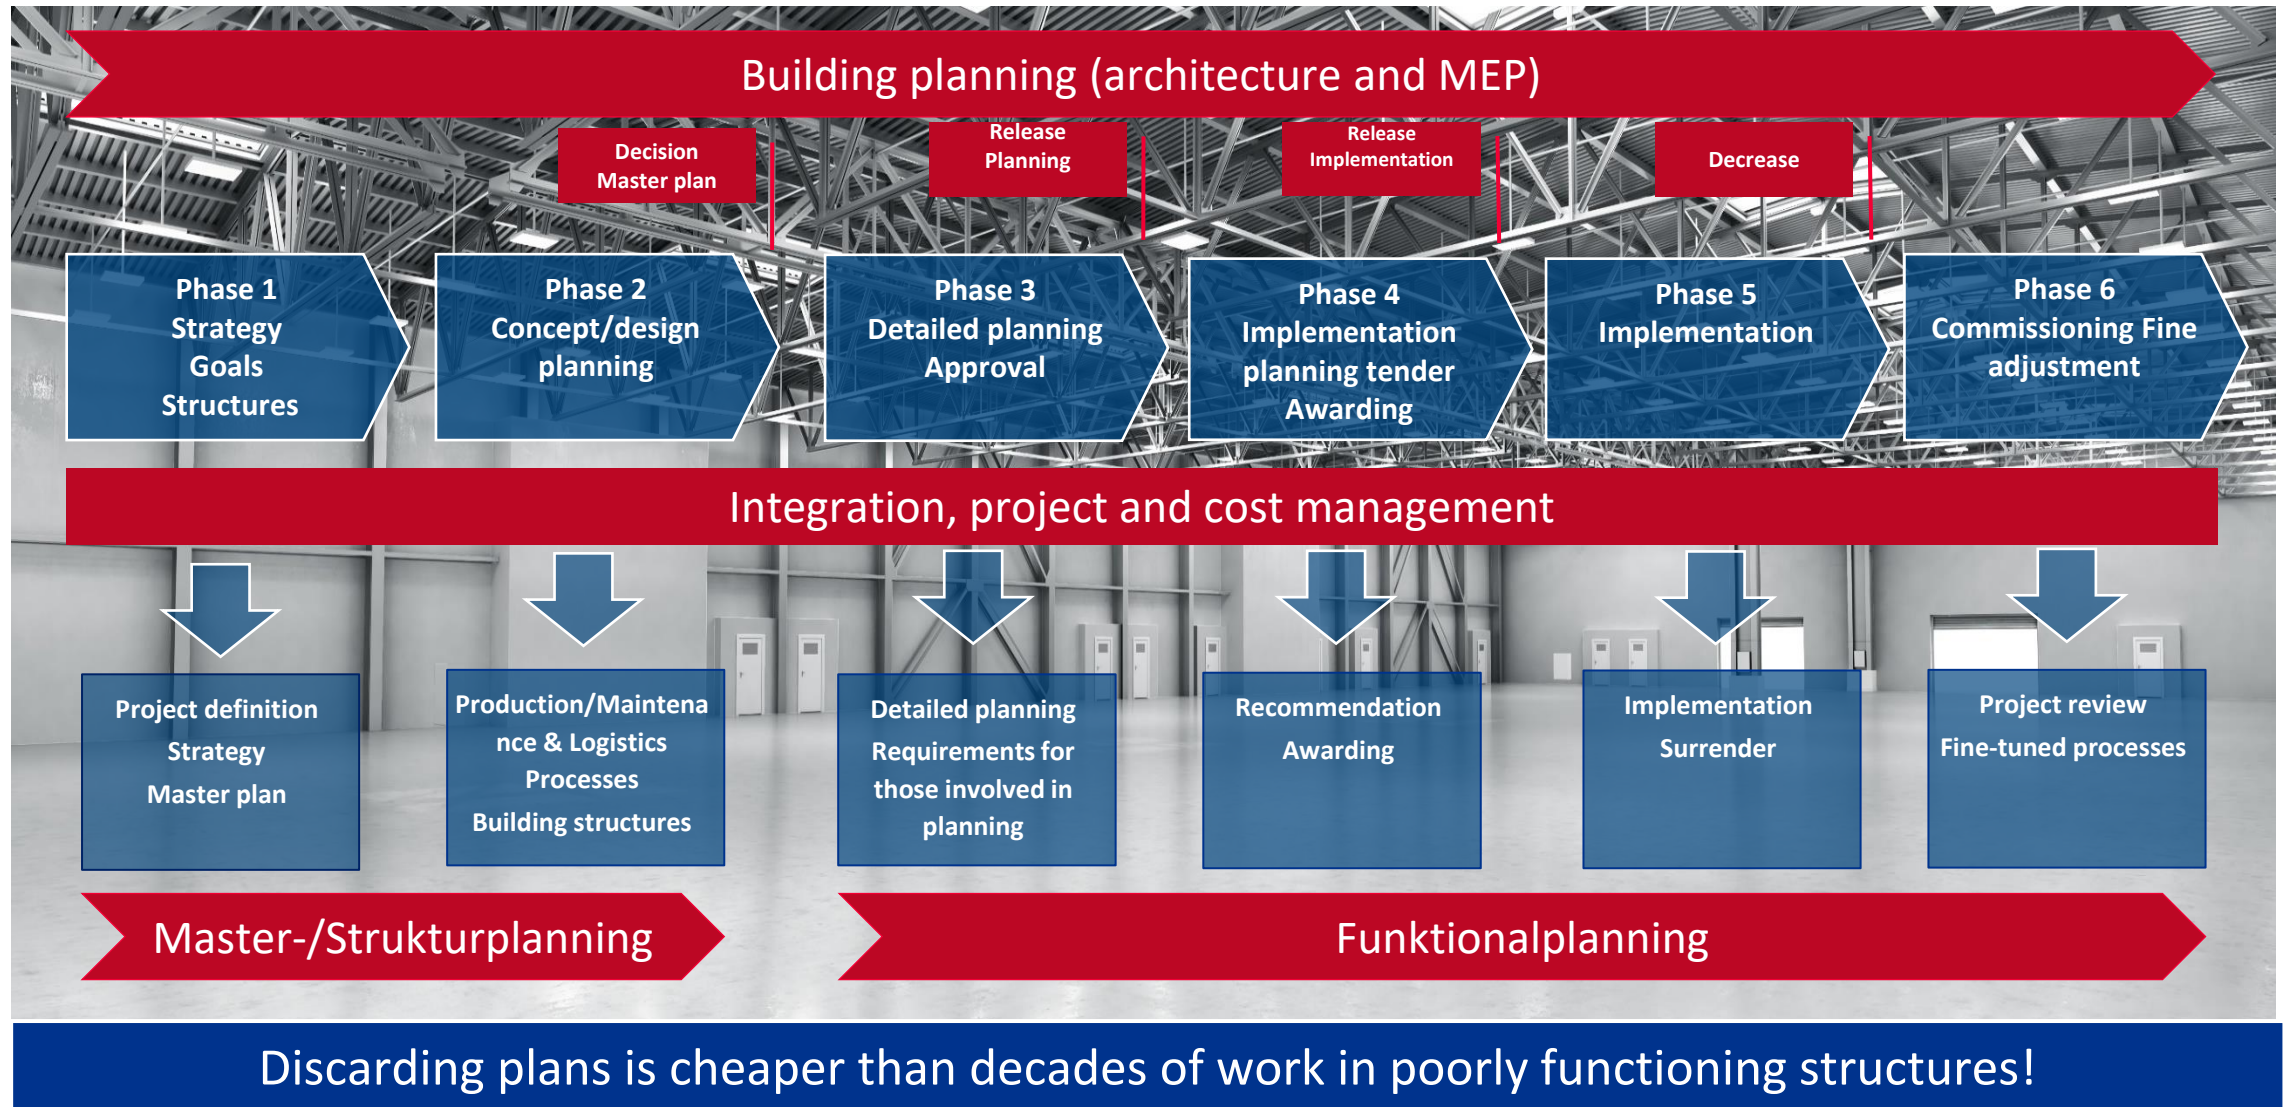 Building planning (architecture and MEP)
Decision
Master plan
Release
Planning
Release
Implementation
Decrease
Phase 1
Strategy
Goals
Structures
Phase 2
Concept/design
planning
Phase 3
Detailed planning
Approval
Phase 4
Implementation
planning tender
Awarding
Phase 5
Implementation
Phase 6
Commissioning Fine
adjustment
Integration, project and cost management
Project definition
Strategy
Master plan
Production/Maintena
nce & Logistics
Processes
Building structures
Detailed planning
Requirements for
those involved in
planning
Recommendation
Awarding
Implementation
Surrender
Project review
Fine-tuned processes
Master-/Strukturplanning
Funktionalplanning
Discarding plans is cheaper than decades of work in poorly functioning structures!